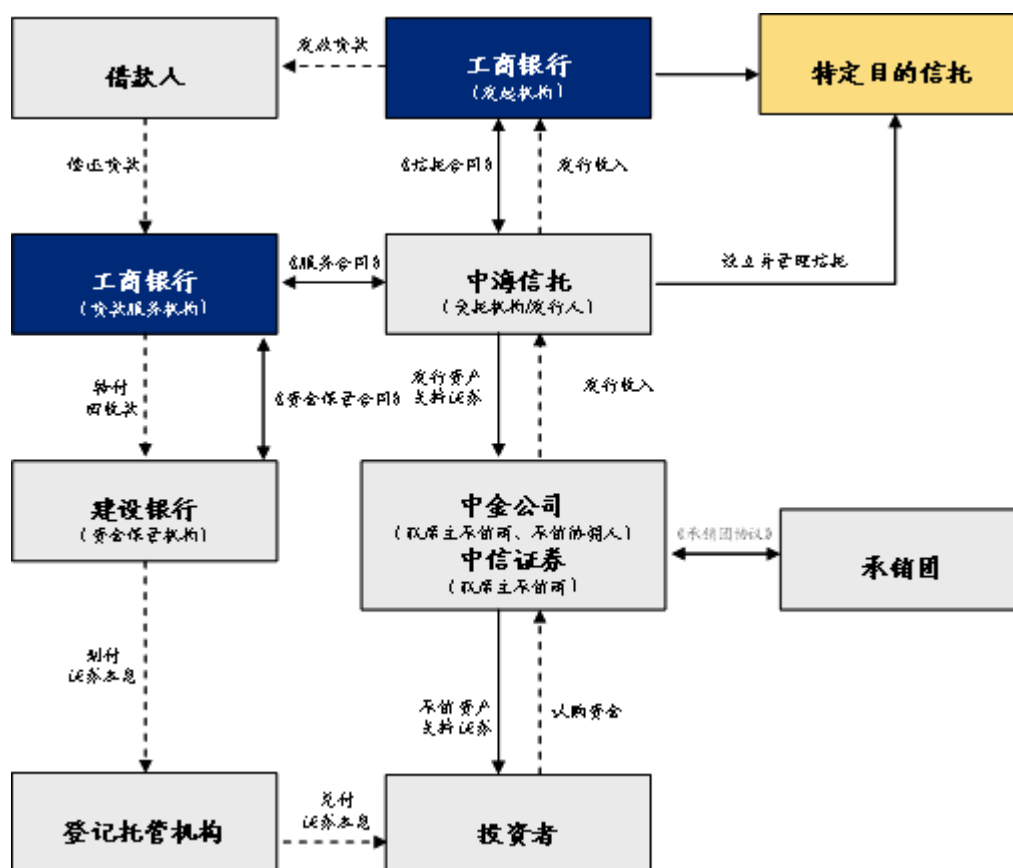 发放贷款
借款人
工商银行
（发起机构）
特定目的信托
偿还贷款
《信托合同》
发行收入
工商银行
（贷款服务机构）
《服务合同》
中海信托
（受托机构/发行人）
设立并管理信托
转付
回收款
《资金保管合同》
发行资产
支持证券
发行收入
建设银行
（资金保管机构）
中金公司
（联席主承销商、承销协调人）
中信证券
（联席主承销商）
《承销团协议》
承销团
划付
证券本息
承销资产
支持证券
认购资金
登记托管机构
兑付
证券本息
投资者